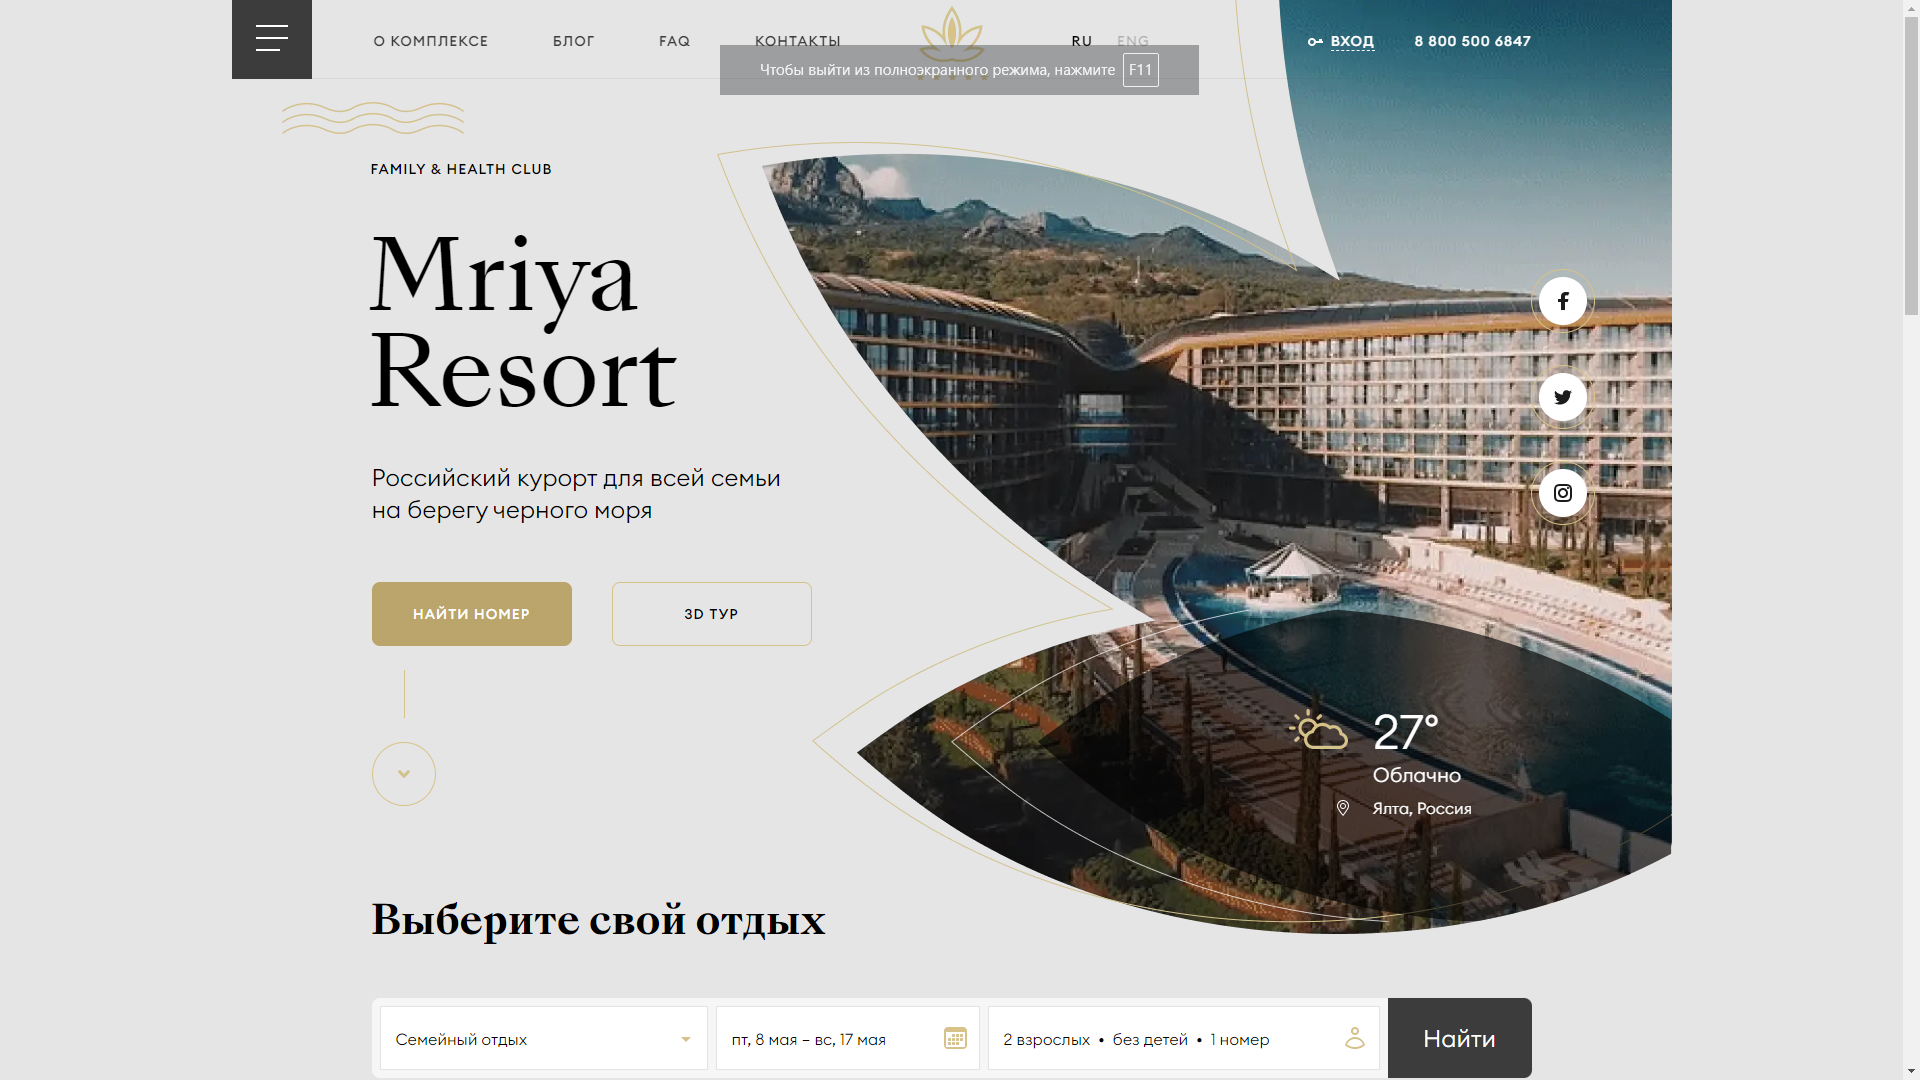 О КОМПЛЕКСЕ
БЛОГ
FAQ
КОНТАКТЫ
RU
ENG
ВХОД
8 800 500 6847
Чтобы выйти из полноэкранного режима, нажмите F11
FAMILY & HEALTH CLUB
Mriya
Resort
Российский курорт для всей семьи
на берегу черного моря
НАЙТИ НОМЕР
3D ТУР
27°
Облачно
Ялта, Россия
Выберите свой отдых
Семейный отдых
пт, 8 мая – вс, 17 мая
2 взрослых • без детей • 1 номер
Найти